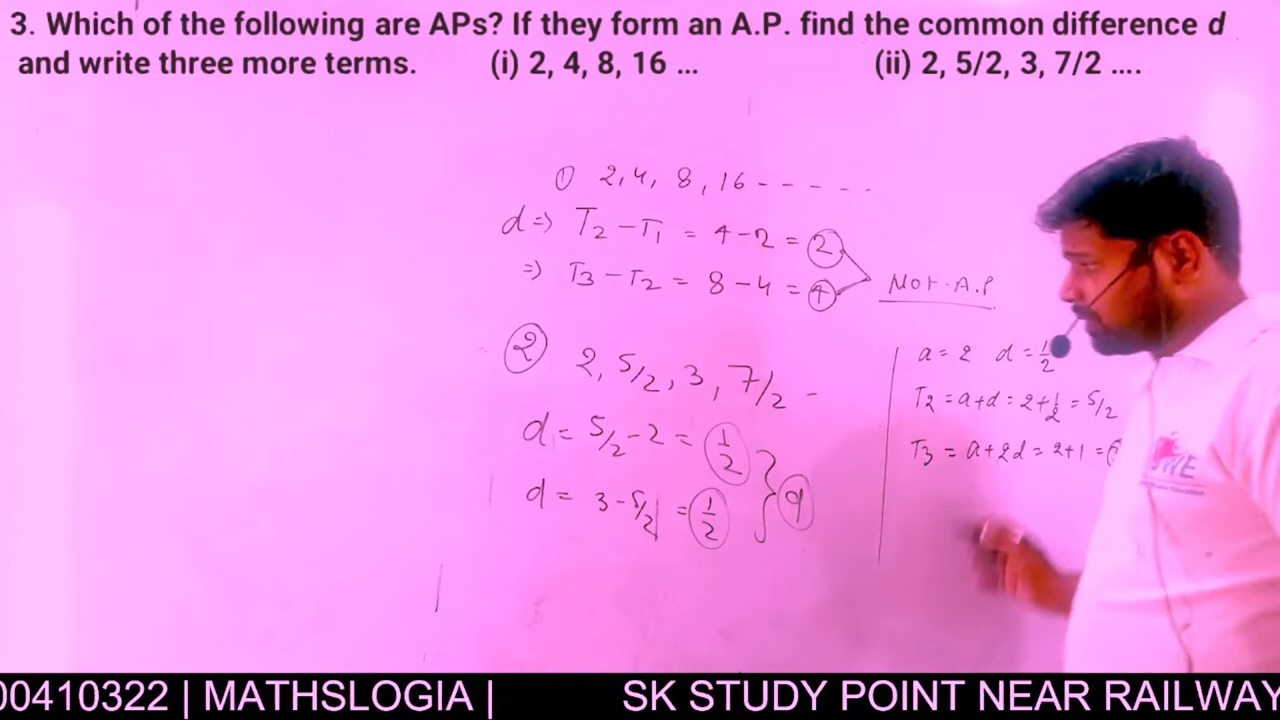 3. Which of the following are APs? If they form an A.P. find the common difference d
and write three more terms. (i) 2, 4, 8, 16 ... (ii) 2, 5/2, 3, 7/2 ....
① 2, 4, 8, 16 - - - - -
d ⇒ T₂ - T₁ = 4 - 2 = 2
⇒ T₃ - T₂ = 8 - 4 = 4
Not. A.P
② 2, 5/2, 3, 7/2 -
d = 5/2 - 2 = 1/2
d = 3 - 5/2 = 1/2
a = 2 d = 1/2
T₂ = a + d = 2 + 1/2 = 5/2
T₃ = a + 2d = 2 + 1 =
WE
00410322 | MATHSLOGIA | SK STUDY POINT NEAR RAILWAY